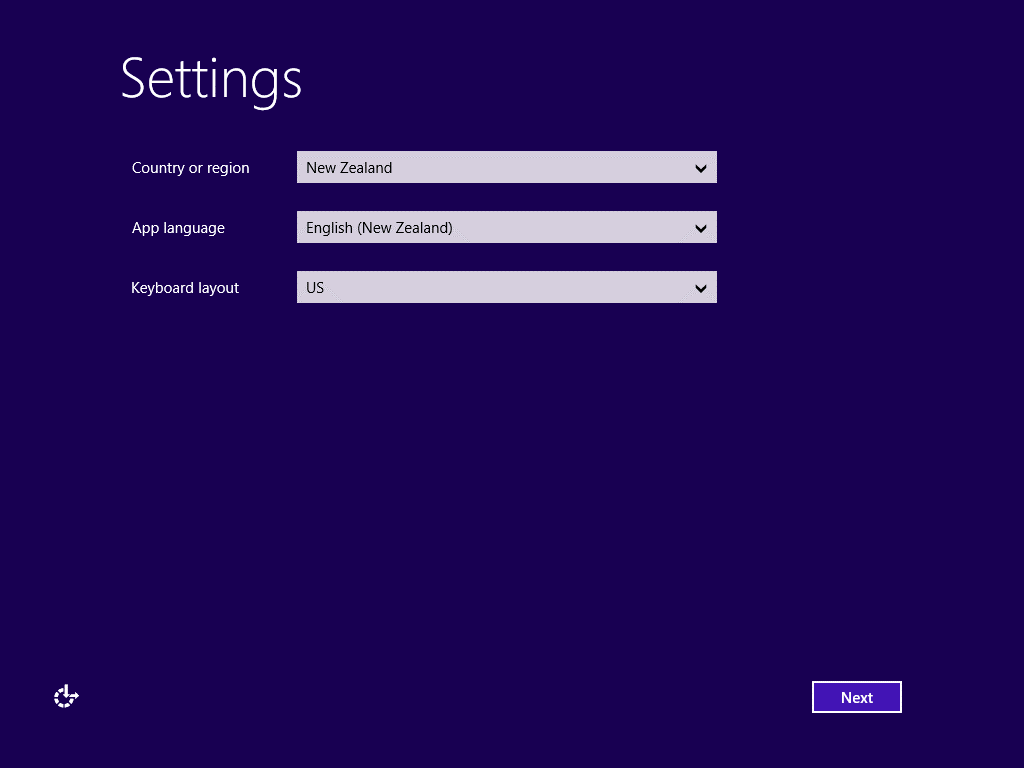 Settings
Country or region New Zealand
App language English (New Zealand)
Keyboard layout US
Next